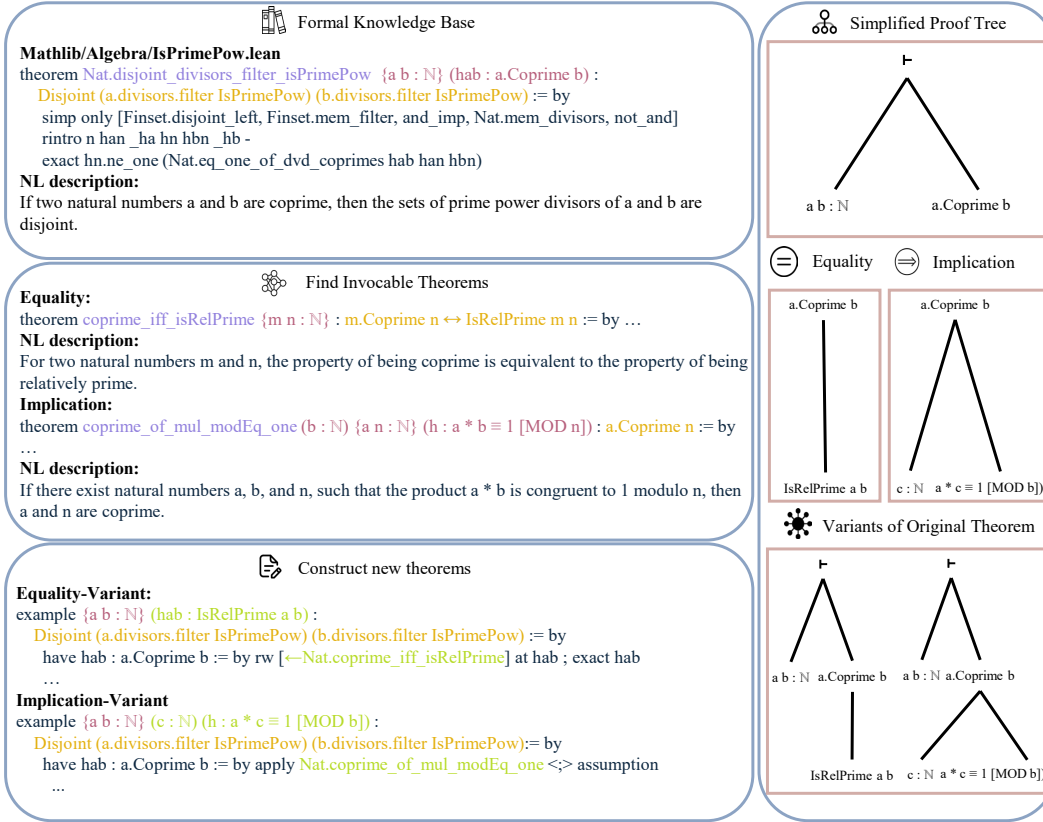 Formal Knowledge Base
Mathlib/Algebra/IsPrimePow.lean
theorem Nat.disjoint_divisors_filter_isPrimePow {a b : ℕ} (hab : a.Coprime b) :
Disjoint (a.divisors.filter IsPrimePow) (b.divisors.filter IsPrimePow) := by
simp only [Finset.disjoint_left, Finset.mem_filter, and_imp, Nat.mem_divisors, not_and]
rintro n han _ha hn hbn _hb -
exact hn.ne_one (Nat.eq_one_of_dvd_coprimes hab han hbn)
NL description:
If two natural numbers a and b are coprime, then the sets of prime power divisors of a and b are
disjoint.
Find Invocable Theorems
Equality:
theorem coprime_iff_isRelPrime {m n : ℕ} : m.Coprime n ↔ IsRelPrime m n := by …
NL description:
For two natural numbers m and n, the property of being coprime is equivalent to the property of being
relatively prime.
Implication:
theorem coprime_of_mul_modEq_one (b : ℕ) {a n : ℕ} (h : a * b ≡ 1 [MOD n]) : a.Coprime n := by
…
NL description:
If there exist natural numbers a, b, and n, such that the product a * b is congruent to 1 modulo n, then
a and n are coprime.
Construct new theorems
Equality-Variant:
example {a b : ℕ} (hab : IsRelPrime a b) :
Disjoint (a.divisors.filter IsPrimePow) (b.divisors.filter IsPrimePow) := by
have hab : a.Coprime b := by rw [←Nat.coprime_iff_isRelPrime] at hab ; exact hab
…
Implication-Variant
example {a b : ℕ} (c : ℕ) (h : a * c ≡ 1 [MOD b]) :
Disjoint (a.divisors.filter IsPrimePow) (b.divisors.filter IsPrimePow):= by
have hab : a.Coprime b := by apply Nat.coprime_of_mul_modEq_one <;> assumption
...
Simplified Proof Tree
⊢
a b : ℕ a.Coprime b
= Equality ⇒ Implication
a.Coprime b a.Coprime b
IsRelPrime a b c : ℕ a * c ≡ 1 [MOD b])
Variants of Original Theorem
⊢ ⊢
a b : ℕ a.Coprime b a b : ℕ a.Coprime b
IsRelPrime a b c : ℕ a * c ≡ 1 [MOD b])